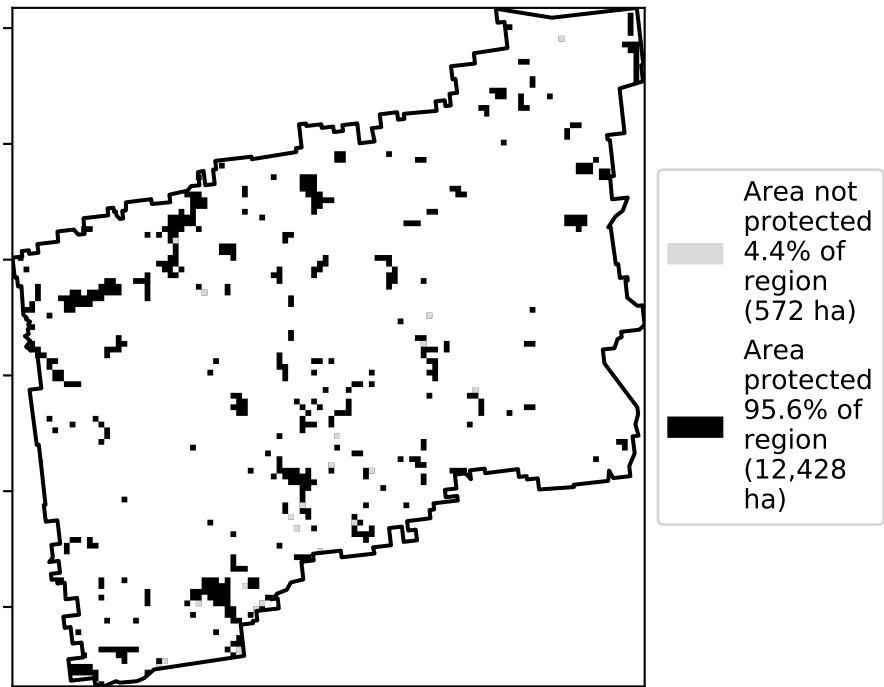 Area not
protected
4.4% of
region
(572 ha)
Area
protected
95.6% of
region
(12,428
ha)